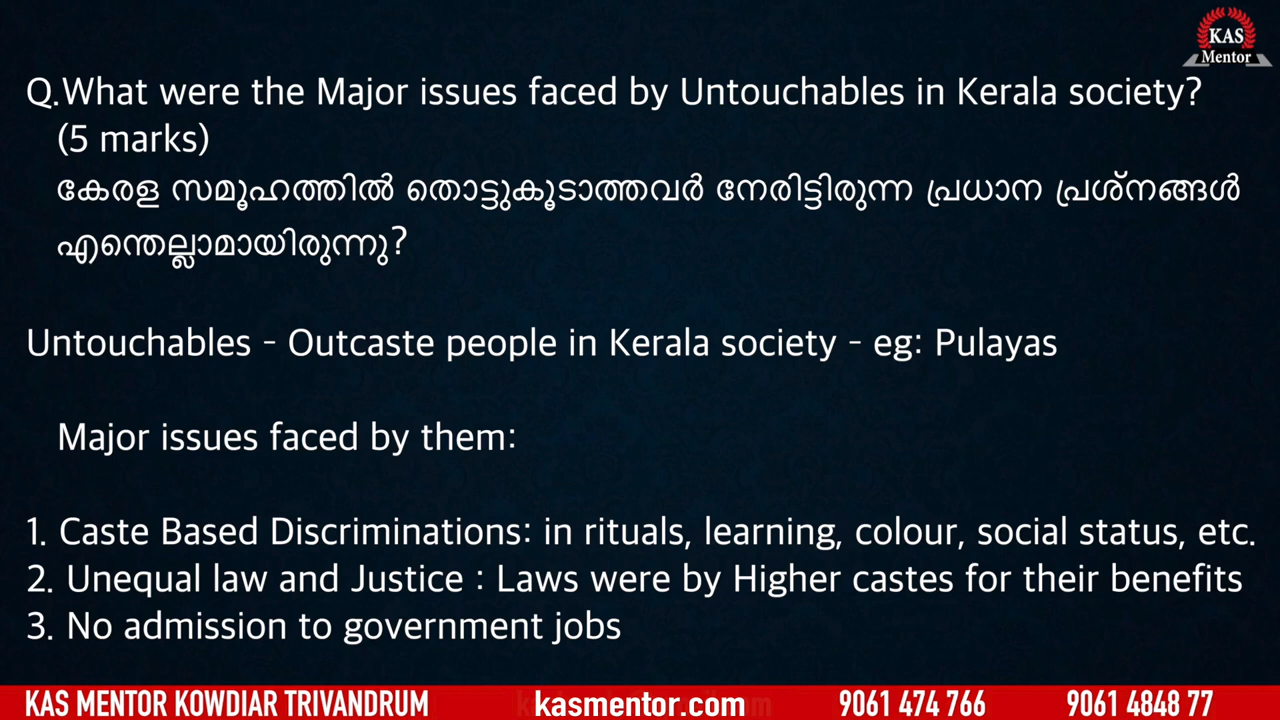 KAS
Mentor
Q.What were the Major issues faced by Untouchables in Kerala society?
(5 marks)
കേരള സമൂഹത്തിൽ തൊട്ടുകൂടാത്തവർ നേരിട്ടിരുന്ന പ്രധാന പ്രശ്നങ്ങൾ
എന്തെല്ലാമായിരുന്നു?
Untouchables - Outcaste people in Kerala society - eg: Pulayas
Major issues faced by them:
1. Caste Based Discriminations: in rituals, learning, colour, social status, etc.
2. Unequal law and Justice : Laws were by Higher castes for their benefits
3. No admission to government jobs
KAS MENTOR KOWDIAR TRIVANDRUM kasmentor.com 9061 474 766 9061 4848 77